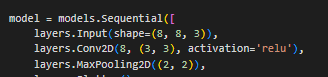 model = models.Sequential([
    layers.Input(shape=(8, 8, 3)),
    layers.Conv2D(8, (3, 3), activation='relu'),
    layers.MaxPooling2D((2, 2)),